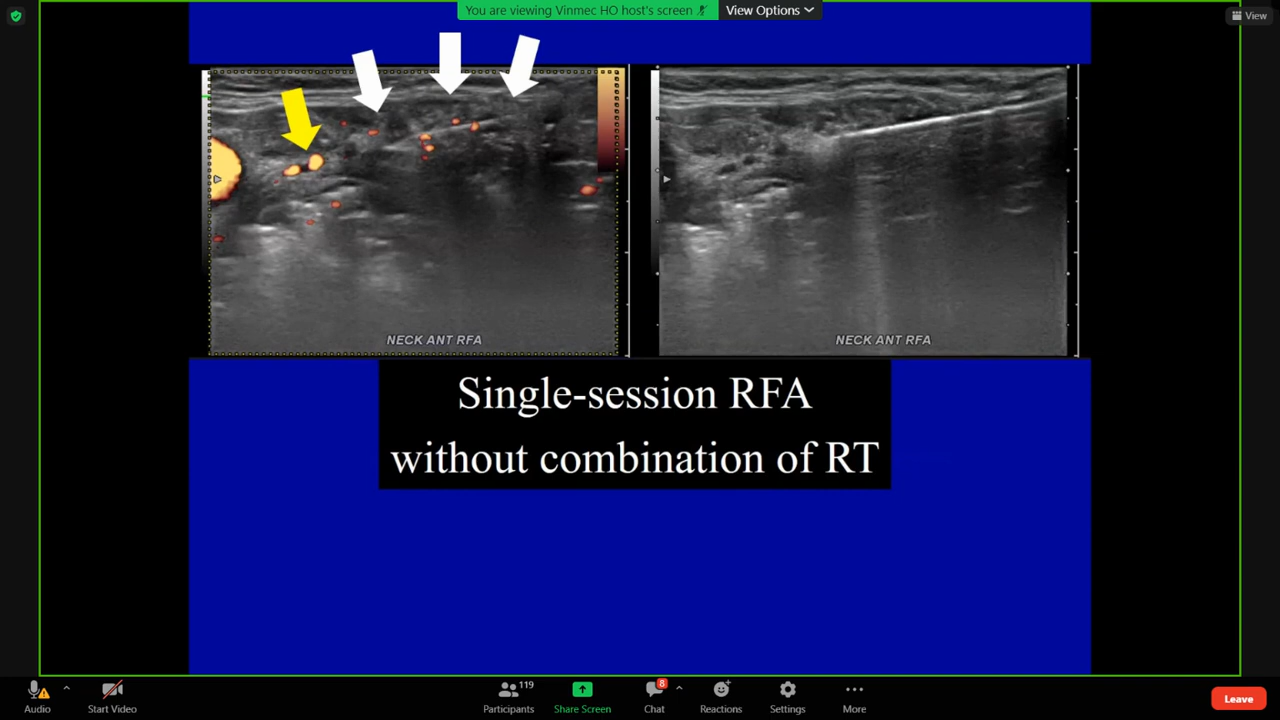 You are viewing Vinmec HO host's screen
View Options
View
NECK ANT RFA
NECK ANT RFA
Single-session RFA
without combination of RT
119
8
Audio
Start Video
Participants
Share Screen
Chat
Reactions
Settings
More
Leave